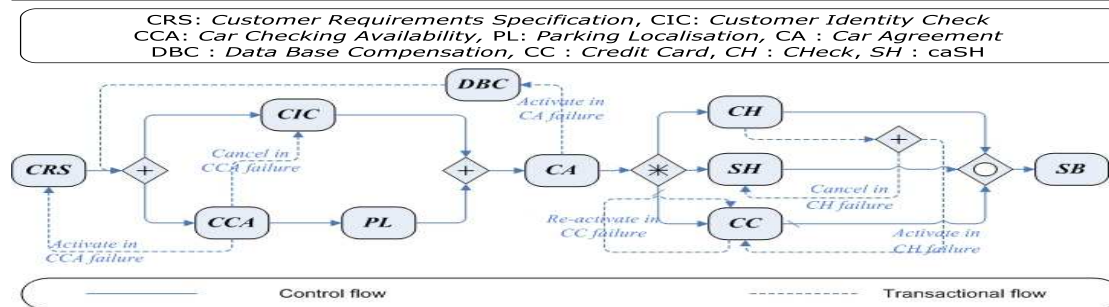 CRS: Customer Requirements Specification, CIC: Customer Identity Check
CCA: Car Checking Availability, PL: Parking Localisation, CA : Car Agreement
DBC : Data Base Compensation, CC : Credit Card, CH : CHeck, SH : caSH
DBC
Activate in
CA failure
CIC
CH
Cancel in
CCA failure
+
CRS
+
+
CA
SH
SB
Cancel in
CH failure
CCA
PL
Re-activate in
CC failure
CC
Activate in
CH failure
Activate in
CCA failure
Control flow
Transactional flow